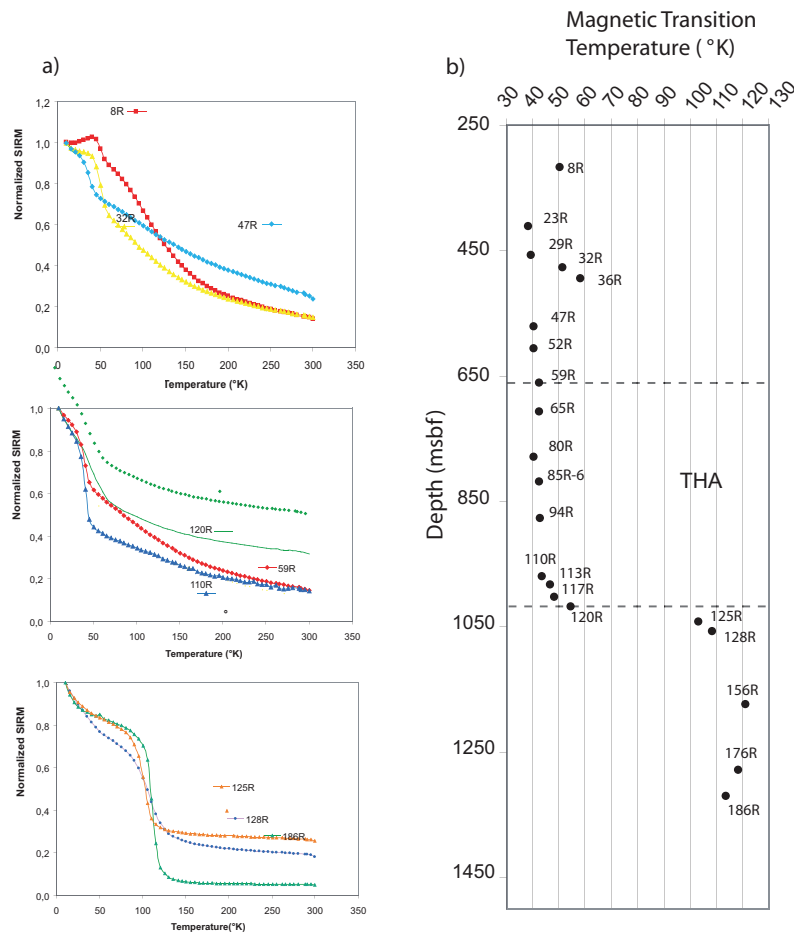 Magnetic Transition
Temperature ( °K)
a)
b)
30 40 50 60 70 80 90 100 110 120 130
Normalized SIRM
1,2
1,0
0,8
0,6
0,4
0,2
0,0
8R
32R
47R
0 50 100 150 200 250 300 350
Temperature (°K)
Normalized SIRM
1,0
0,8
0,6
0,4
0,2
0,0
120R
59R
110R
0 50 100 150 200 250 300 350
Temperature (°K)
Normalized SIRM
1,0
0,8
0,6
0,4
0,2
0,0
125R
128R
186R
0 50 100 150 200 250 300 350
Temperature(°K)
Depth (msbf)
250
450
650
850
1050
1250
1450
8R
23R
29R
32R
36R
47R
52R
59R
65R
80R
85R-6
94R
THA
110R
113R
117R
120R
125R
128R
156R
176R
186R